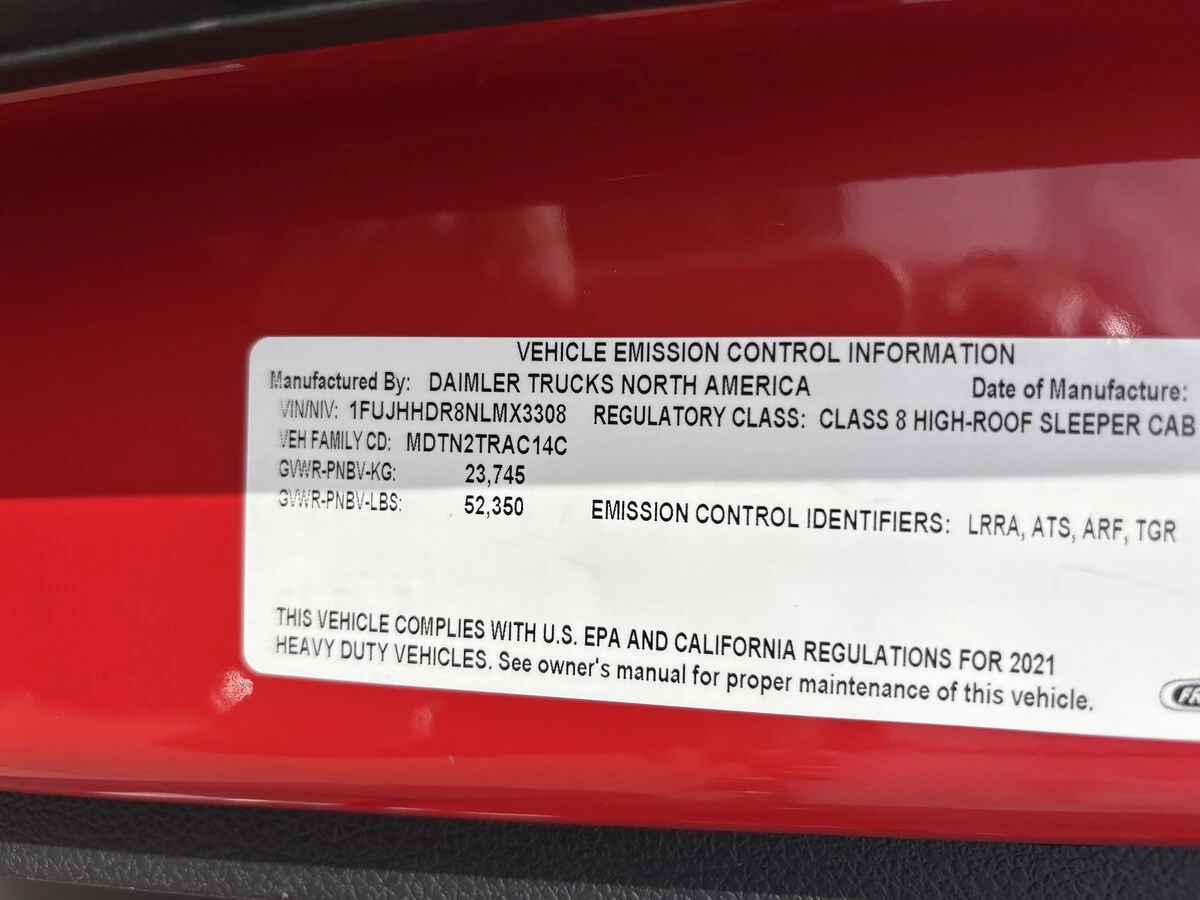 VEHICLE EMISSION CONTROL INFORMATION
Manufactured By: DAIMLER TRUCKS NORTH AMERICA Date of Manufacture:
VIN/NIV: 1FUJHHDR8NLMX3308 REGULATORY CLASS: CLASS 8 HIGH-ROOF SLEEPER CAB
VEH FAMILY CD: MDTN2TRAC14C
GVWR-PNBV-KG: 23,745
GVWR-PNBV-LBS: 52,350 EMISSION CONTROL IDENTIFIERS: LRRA, ATS, ARF, TGR
THIS VEHICLE COMPLIES WITH U.S. EPA AND CALIFORNIA REGULATIONS FOR 2021
HEAVY DUTY VEHICLES. See owner's manual for proper maintenance of this vehicle.